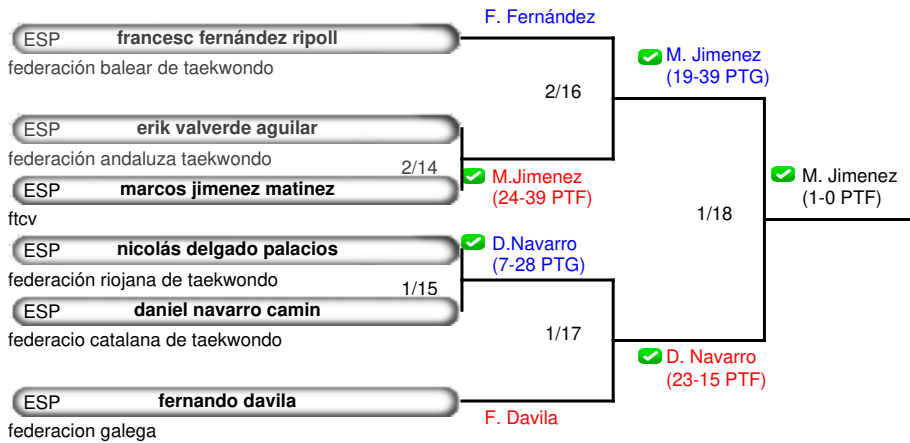 F. Fernández
ESP francesc fernández ripoll
federación balear de taekwondo
M. Jimenez
(19-39 PTG)
2/16
ESP erik valverde aguilar
federación andaluza taekwondo
2/14
ESP marcos jimenez matinez
ftcv
M.Jimenez
(24-39 PTF)
M. Jimenez
(1-0 PTF)
1/18
ESP nicolás delgado palacios
federación riojana de taekwondo
D.Navarro
(7-28 PTG)
1/15
ESP daniel navarro camin
federacio catalana de taekwondo
1/17
D. Navarro
(23-15 PTF)
ESP fernando davila
federacion galega
F. Davila